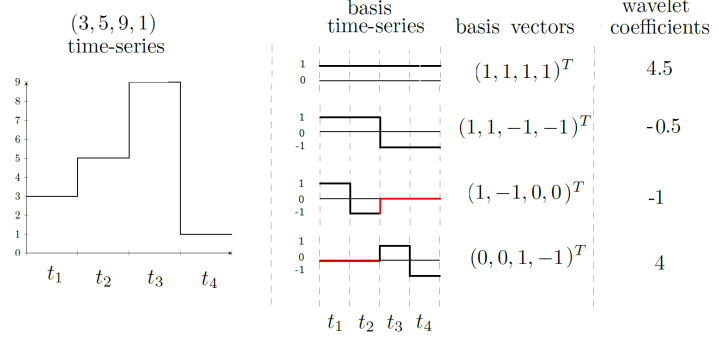 (3, 5, 9, 1)
time-series
9
8
7
6
5
4
3
2
1
0
t₁ t₂ t₃ t₄
basis
time-series
basis vectors
wavelet
coefficients
1
0
(1, 1, 1, 1)ᵀ
4.5
1
0
-1
(1, 1, −1, −1)ᵀ
-0.5
1
0
-1
(1, −1, 0, 0)ᵀ
-1
1
0
-1
(0, 0, 1, −1)ᵀ
4
t₁ t₂ t₃ t₄